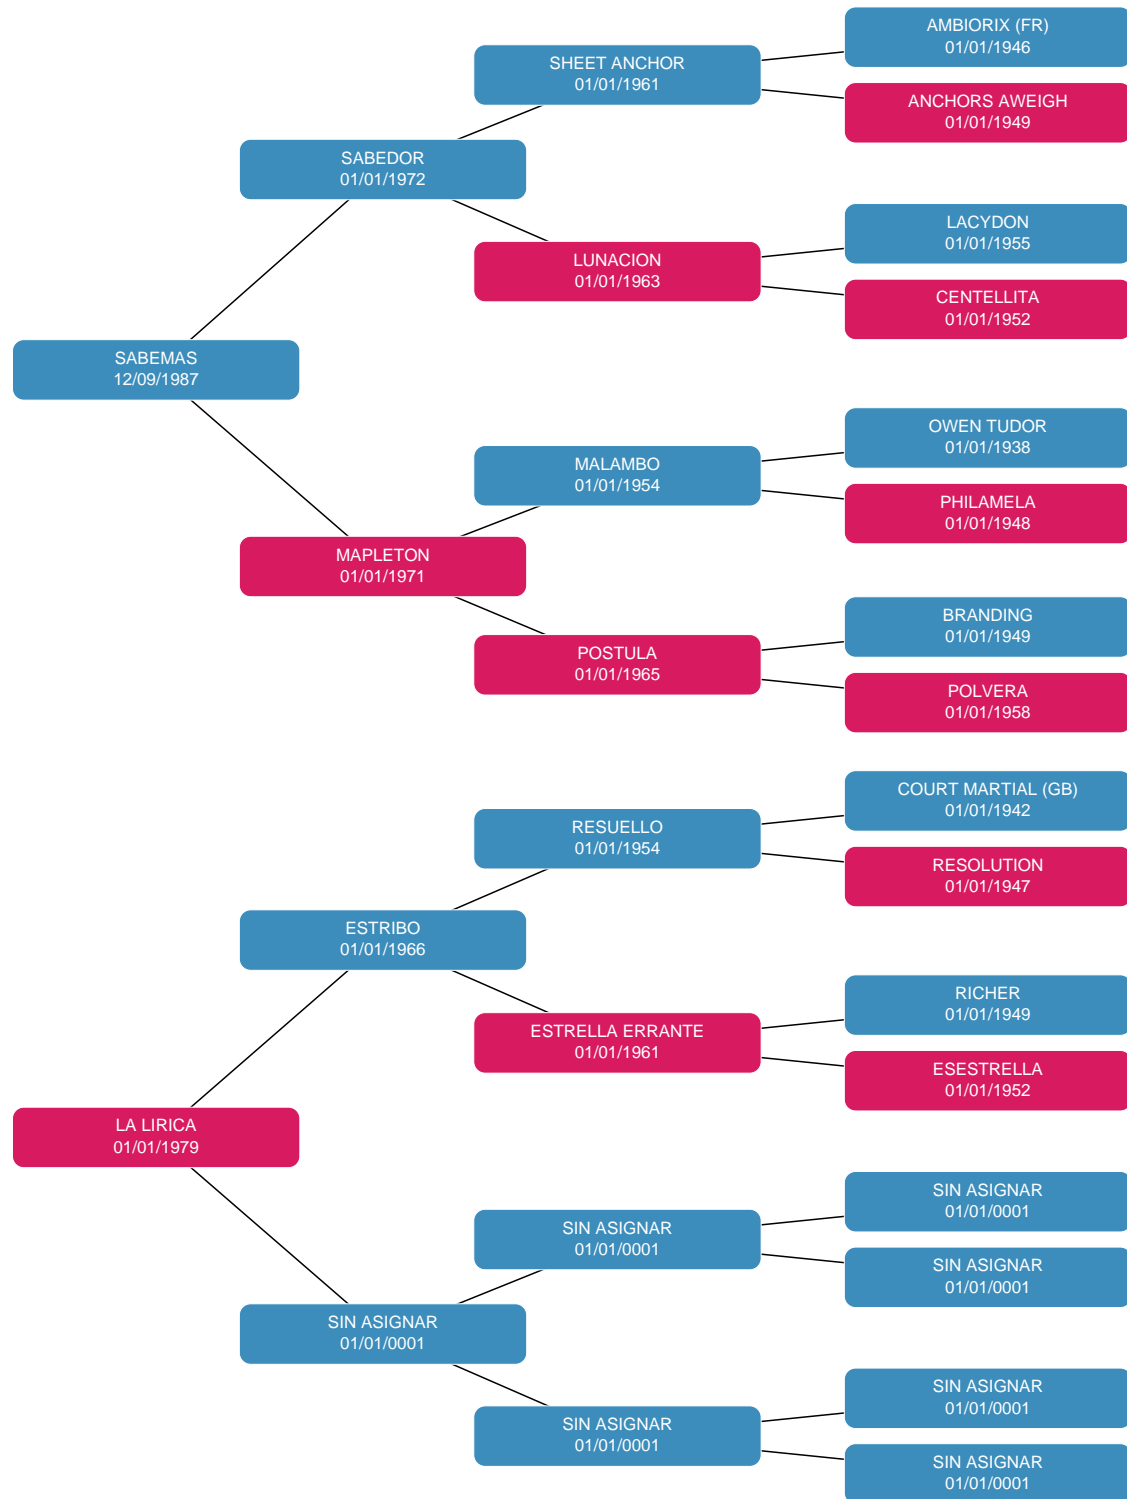 AMBIORIX (FR)
01/01/1946
SHEET ANCHOR
01/01/1961
ANCHORS AWEIGH
01/01/1949
SABEDOR
01/01/1972
LACYDON
01/01/1955
LUNACION
01/01/1963
CENTELLITA
01/01/1952
SABEMAS
12/09/1987
OWEN TUDOR
01/01/1938
MALAMBO
01/01/1954
PHILAMELA
01/01/1948
MAPLETON
01/01/1971
BRANDING
01/01/1949
POSTULA
01/01/1965
POLVERA
01/01/1958
COURT MARTIAL (GB)
01/01/1942
RESUELLO
01/01/1954
RESOLUTION
01/01/1947
ESTRIBO
01/01/1966
RICHER
01/01/1949
ESTRELLA ERRANTE
01/01/1961
ESESTRELLA
01/01/1952
LA LIRICA
01/01/1979
SIN ASIGNAR
01/01/0001
SIN ASIGNAR
01/01/0001
SIN ASIGNAR
01/01/0001
SIN ASIGNAR
01/01/0001
SIN ASIGNAR
01/01/0001
SIN ASIGNAR
01/01/0001
SIN ASIGNAR
01/01/0001